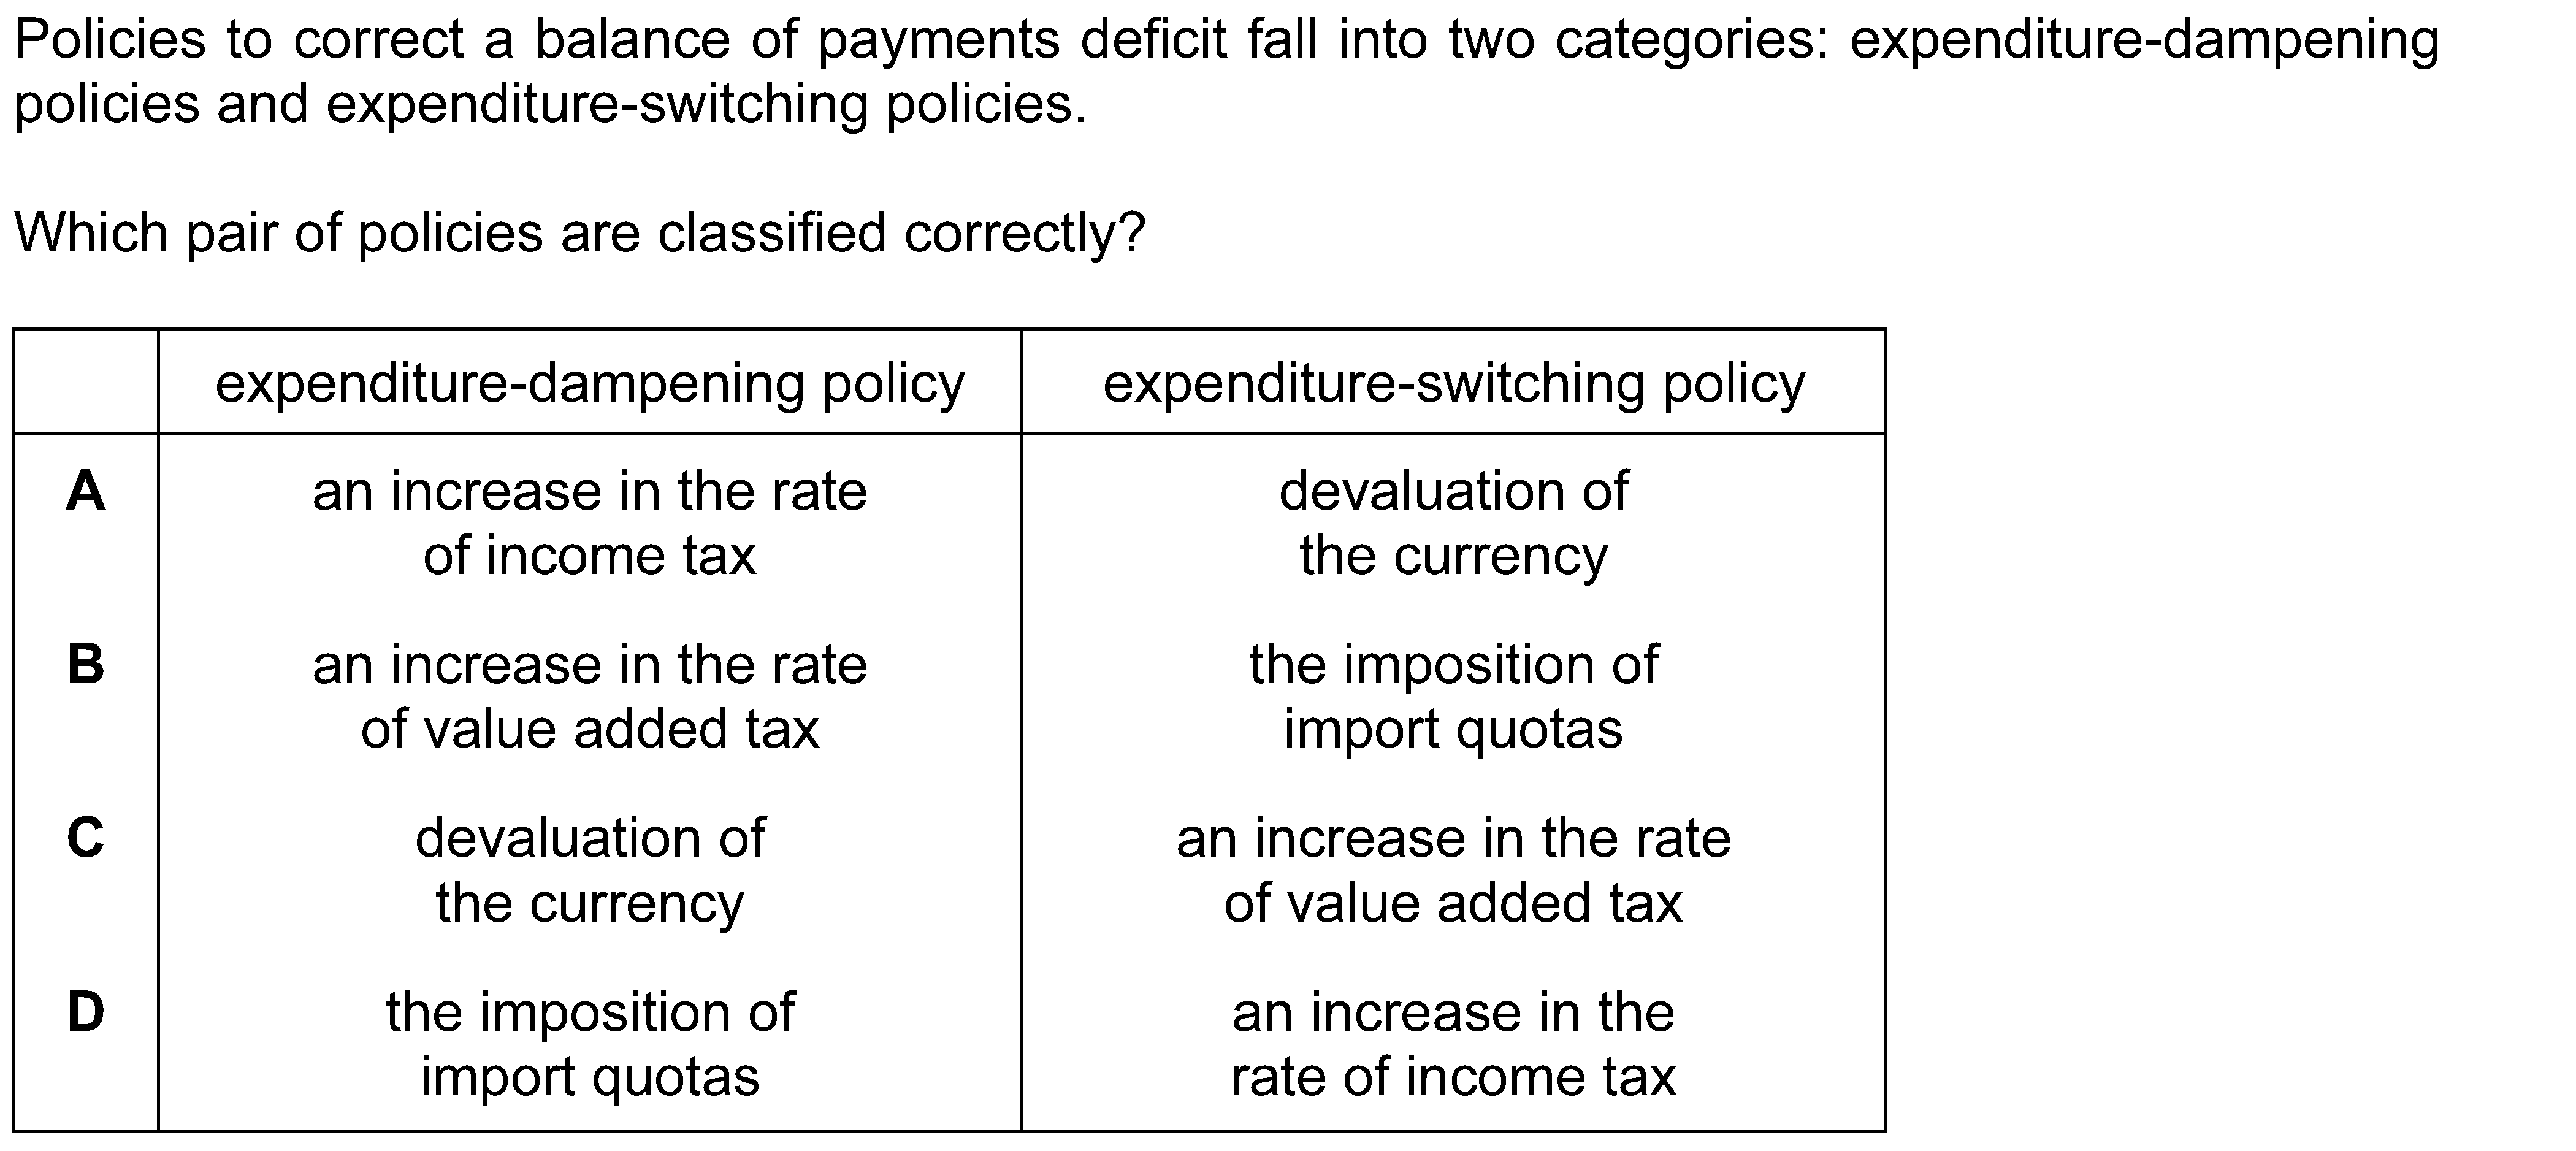 Policies to correct a balance of payments deficit fall into two categories: expenditure-dampening
policies and expenditure-switching policies.
Which pair of policies are classified correctly?
expenditure-dampening policy expenditure-switching policy
A an increase in the rate devaluation of
of income tax the currency
B an increase in the rate the imposition of
of value added tax import quotas
C devaluation of an increase in the rate
the currency of value added tax
D the imposition of an increase in the
import quotas rate of income tax